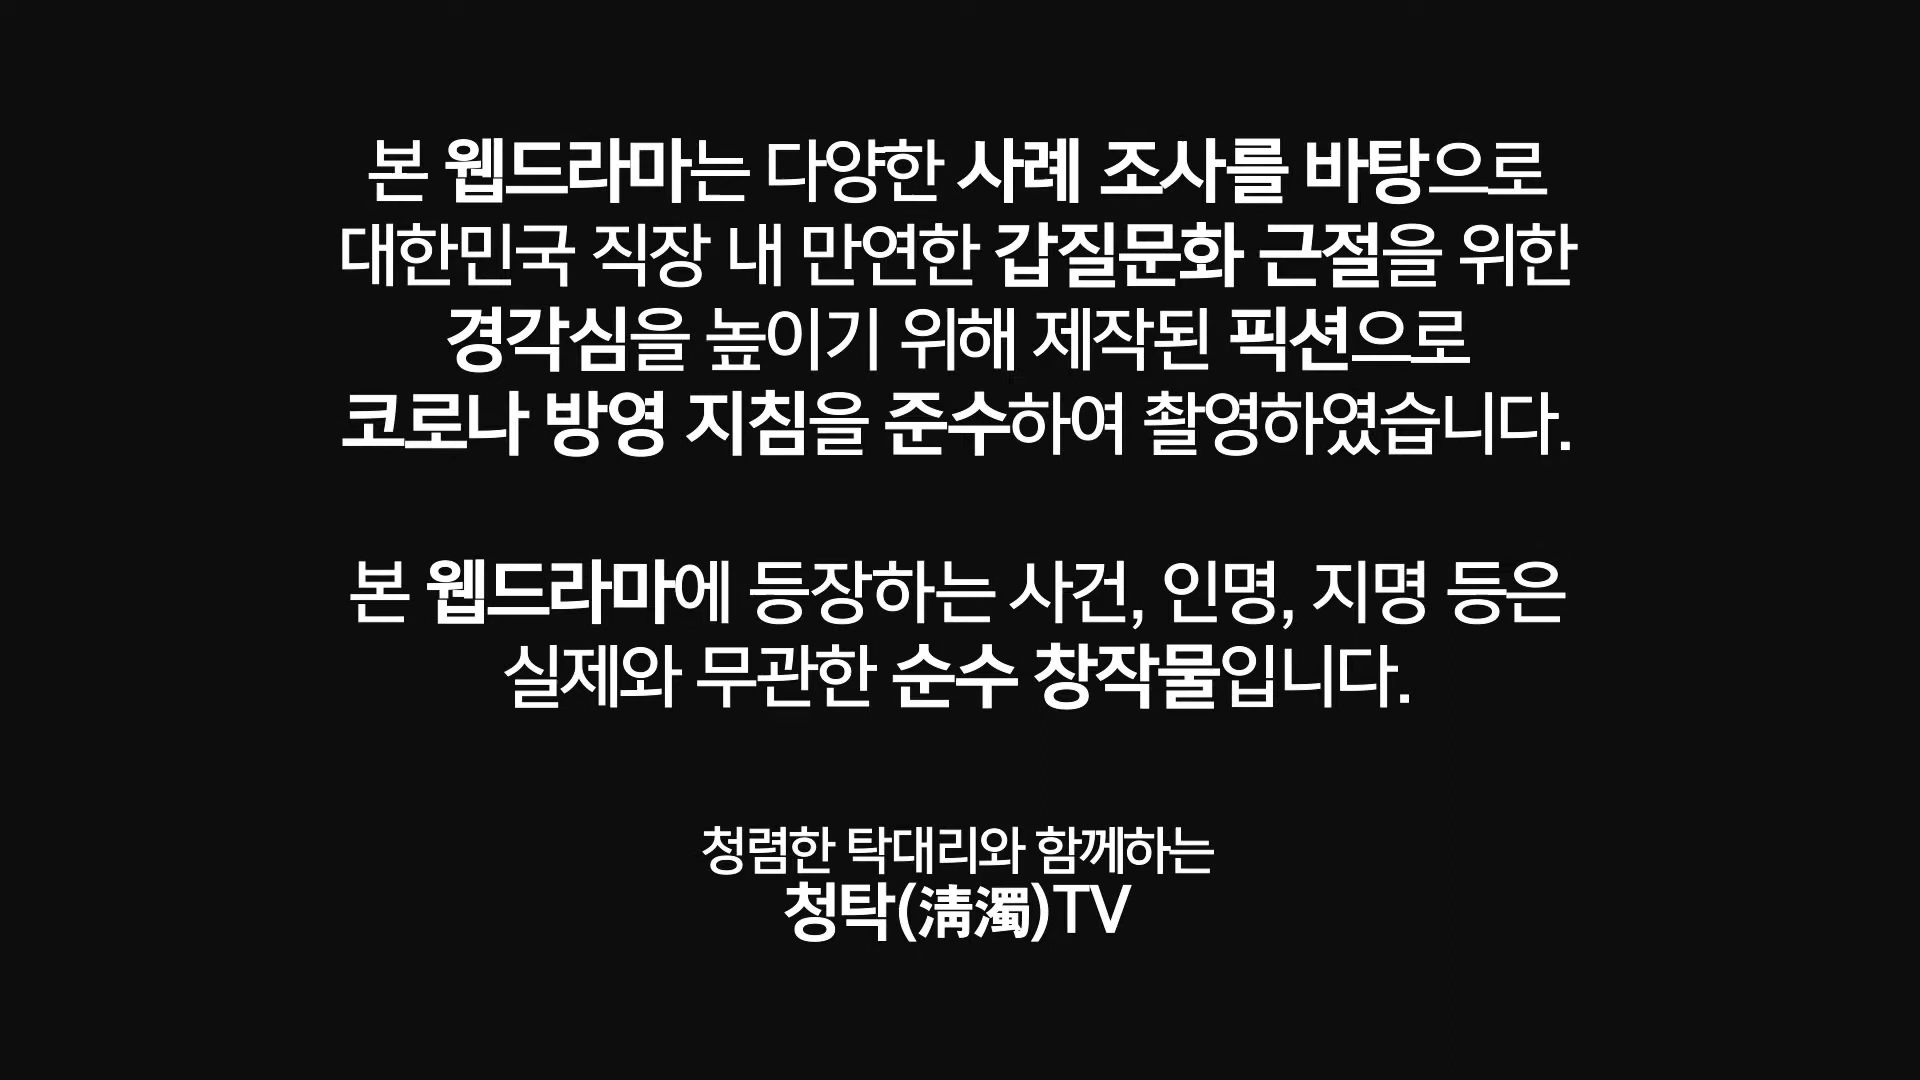 본 웹드라마는 다양한 사례 조사를 바탕으로
대한민국 직장 내 만연한 갑질문화 근절을 위한
경각심을 높이기 위해 제작된 픽션으로
코로나 방영 지침을 준수하여 촬영하였습니다.
본 웹드라마에 등장하는 사건, 인명, 지명 등은
실제와 무관한 순수 창작물입니다.
청렴한 탁대리와 함께하는
청탁(淸濁)TV